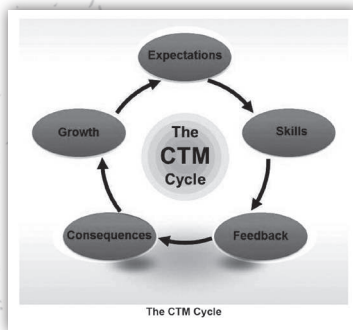 Expectations
Growth
The
CTM
Cycle
Skills
Consequences
Feedback
The CTM Cycle